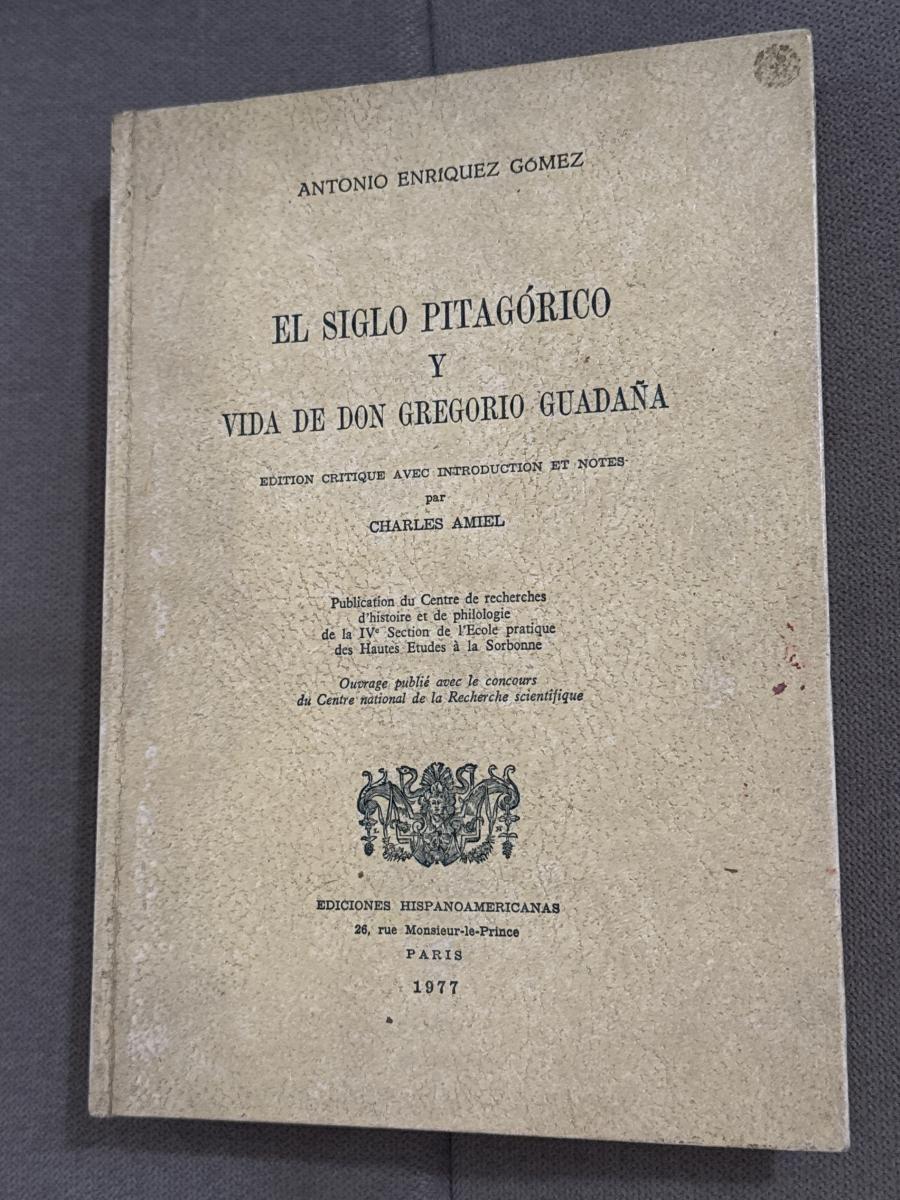 ANTONIO ENRÍQUEZ GÓMEZ
EL SIGLO PITAGÓRICO
Y
VIDA DE DON GREGORIO GUADAÑA
EDITION CRITIQUE AVEC INTRODUCTION ET NOTES
par
CHARLES AMIEL
Publication du Centre de recherches
d'histoire et de philologie
de la IVe Section de l'Ecole pratique
des Hautes Etudes à la Sorbonne
Ouvrage publié avec le concours
du Centre national de la Recherche scientifique
EDICIONES HISPANOAMERICANAS
26, rue Monsieur-le-Prince
PARIS
1977